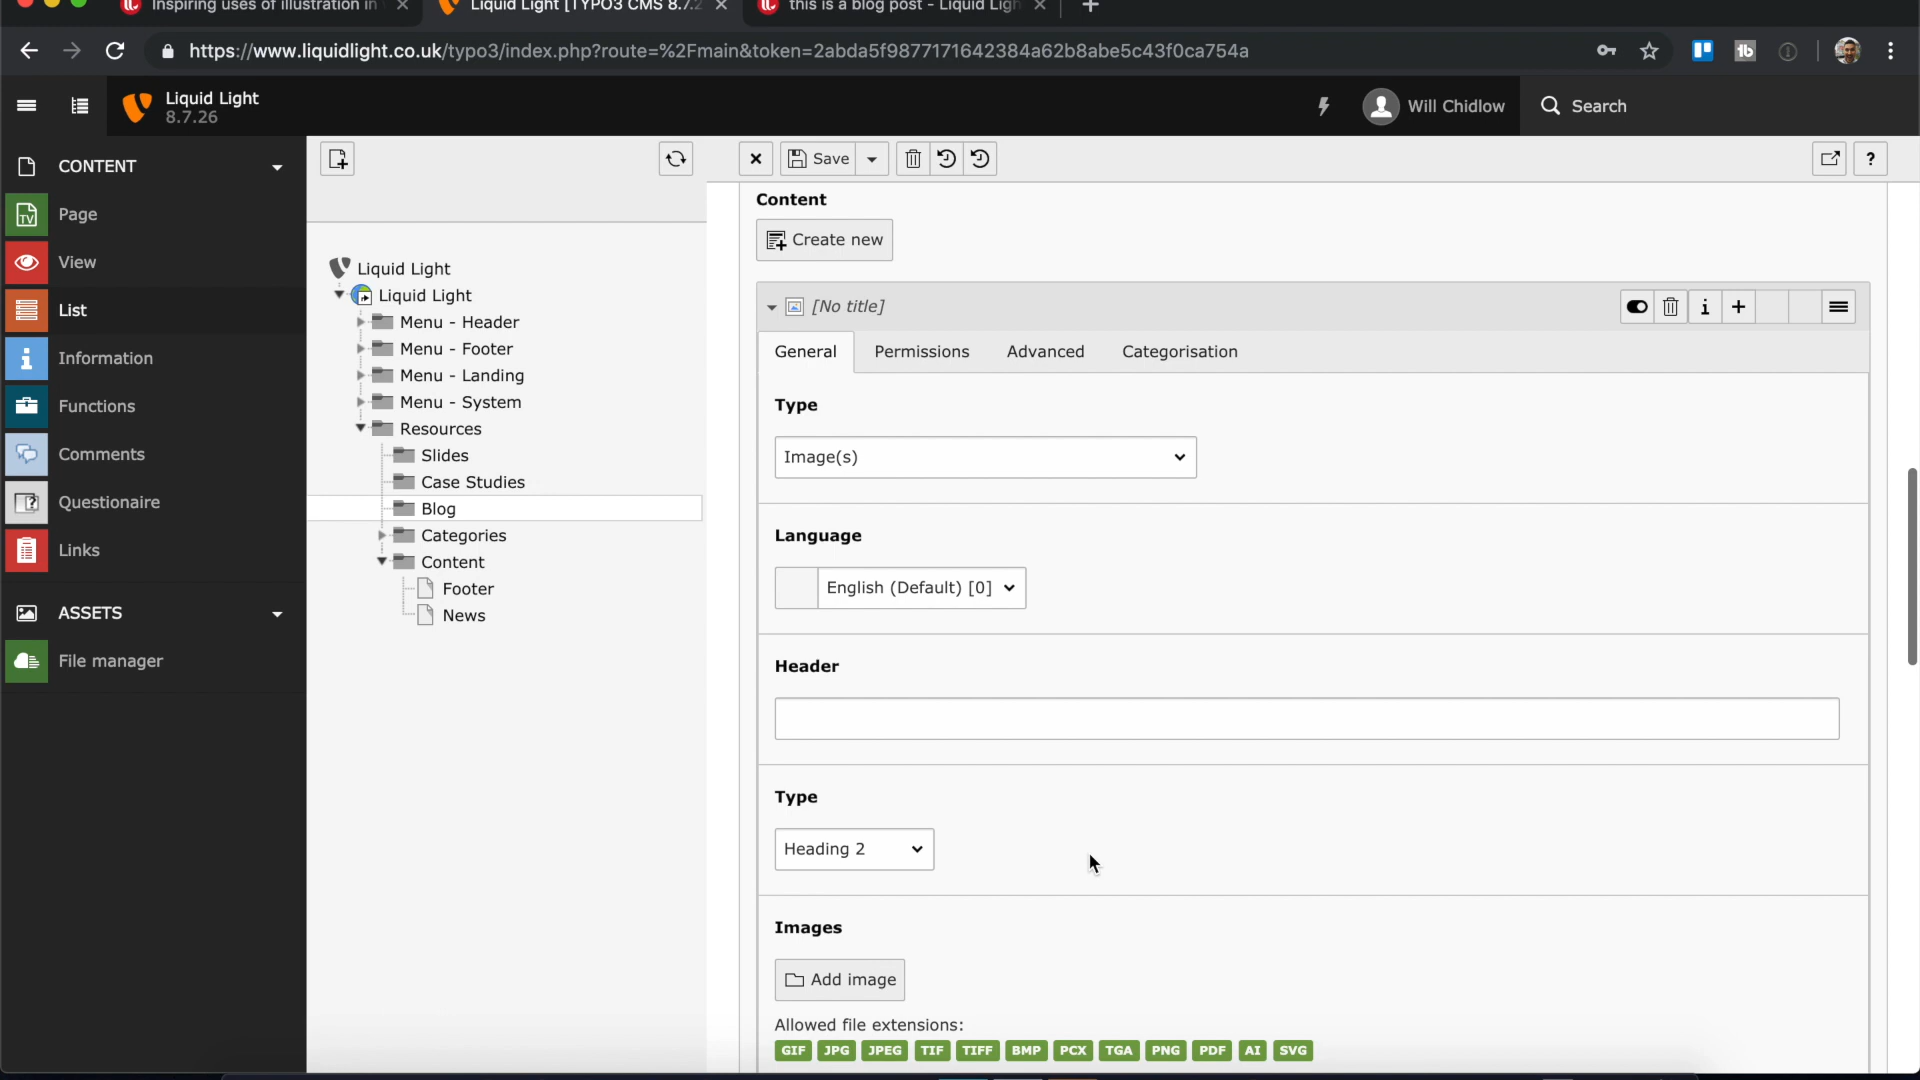 Inspiring uses of illustration in
Liquid Light [TYPO3 CMS 8.7.2
this is a blog post - Liquid Ligh
https://www.liquidlight.co.uk/typo3/index.php?route=%2Fmain&token=2abda5f9877171642384a62b8abe5c43f0ca754a
Liquid Light
8.7.26
Will Chidlow
Search
CONTENT
Page
View
List
Information
Functions
Comments
Questionaire
Links
ASSETS
File manager
Liquid Light
Liquid Light
Menu - Header
Menu - Footer
Menu - Landing
Menu - System
Resources
Slides
Case Studies
Blog
Categories
Content
Footer
News
Save
?
Content
Create new
[No title]
General Permissions Advanced Categorisation
Type
Image(s)
Language
English (Default) [0]
Header
Type
Heading 2
Images
Add image
Allowed file extensions:
GIF JPG JPEG TIF TIFF BMP PCX TGA PNG PDF AI SVG